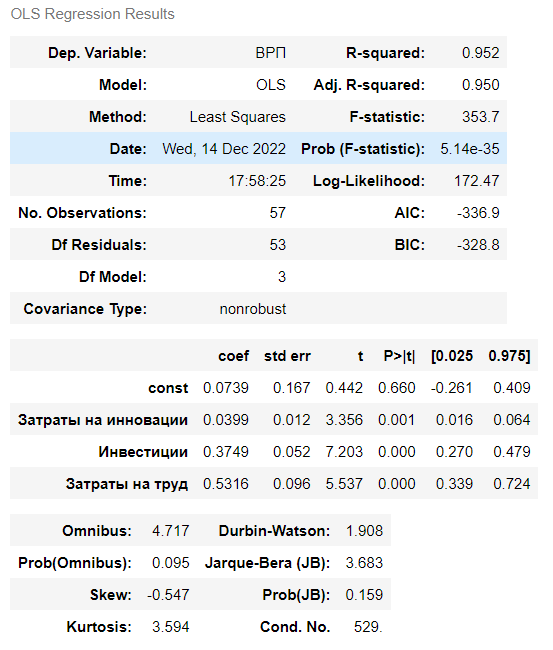 OLS Regression Results
Dep. Variable: ВРП R-squared: 0.952
Model: OLS Adj. R-squared: 0.950
Method: Least Squares F-statistic: 353.7
Date: Wed, 14 Dec 2022 Prob (F-statistic): 5.14e-35
Time: 17:58:25 Log-Likelihood: 172.47
No. Observations: 57 AIC: -336.9
Df Residuals: 53 BIC: -328.8
Df Model: 3
Covariance Type: nonrobust
coef std err t P>|t| [0.025 0.975]
const 0.0739 0.167 0.442 0.660 -0.261 0.409
Затраты на инновации 0.0399 0.012 3.356 0.001 0.016 0.064
Инвестиции 0.3749 0.052 7.203 0.000 0.270 0.479
Затраты на труд 0.5316 0.096 5.537 0.000 0.339 0.724
Omnibus: 4.717 Durbin-Watson: 1.908
Prob(Omnibus): 0.095 Jarque-Bera (JB): 3.683
Skew: -0.547 Prob(JB): 0.159
Kurtosis: 3.594 Cond. No. 529.